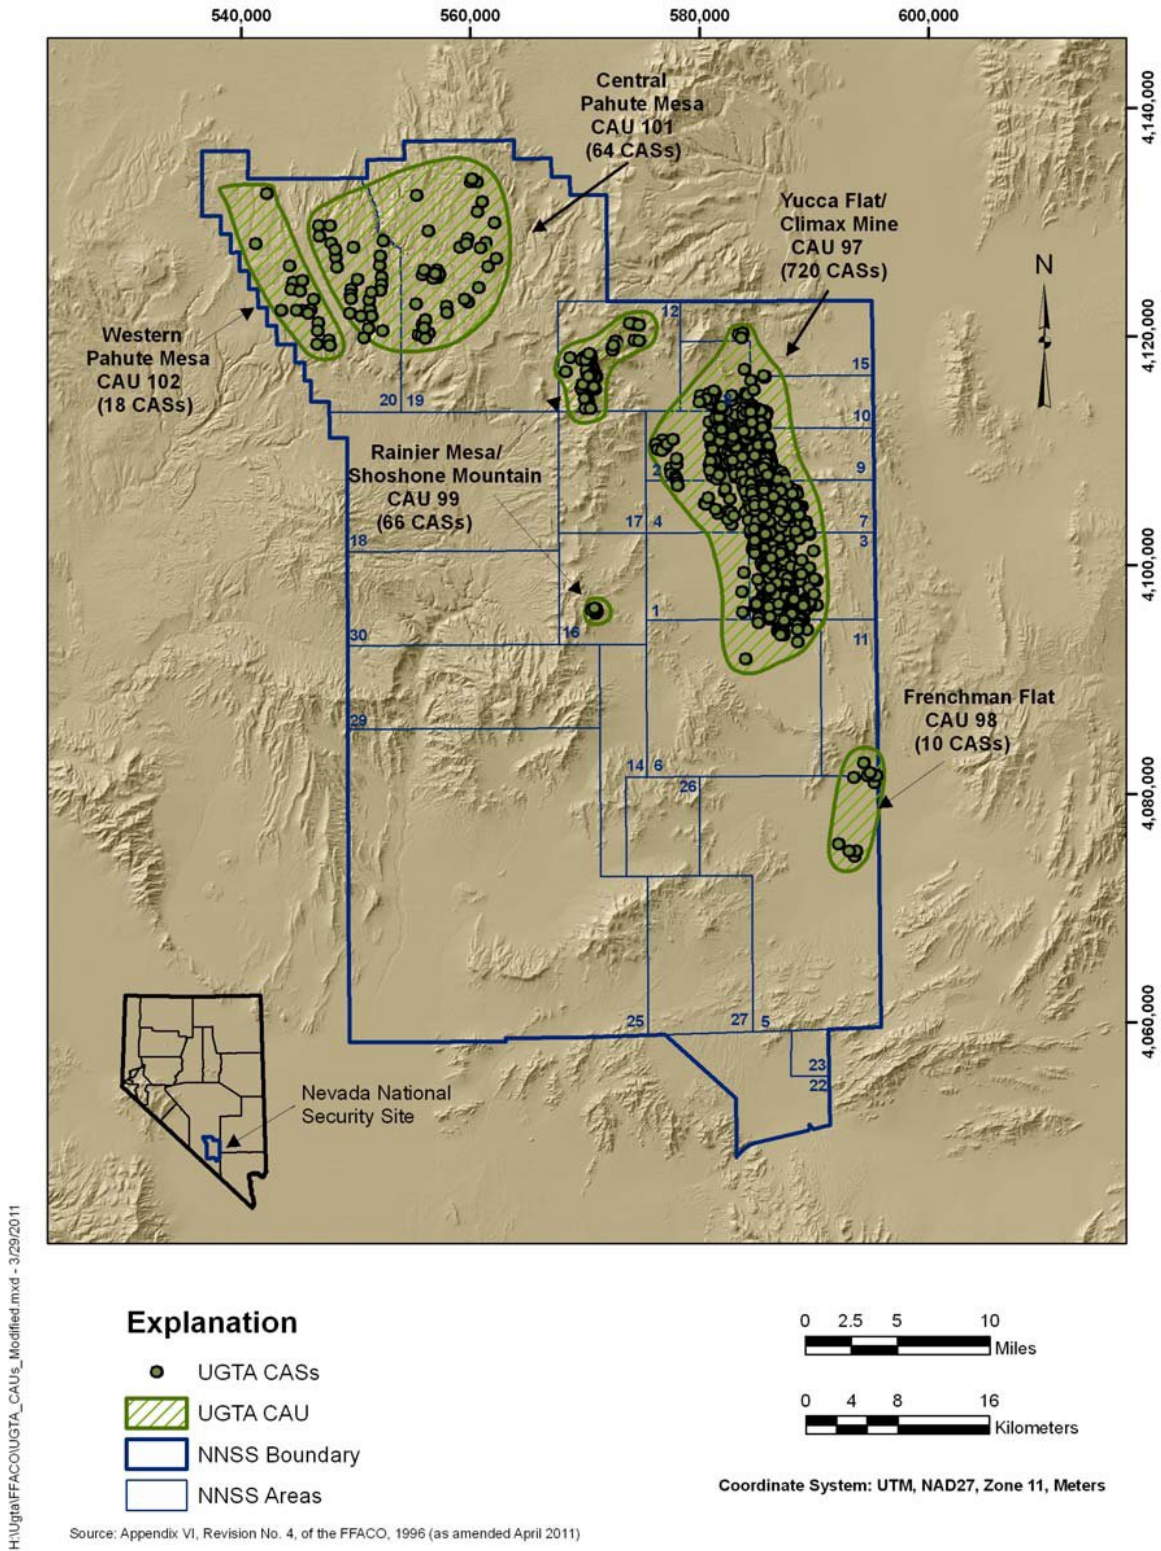 540,000
560,000
580,000
600,000
4,140,000
4,120,000
4,100,000
4,080,000
4,060,000
Central
Pahute Mesa
CAU 101
(64 CASs)
Yucca Flat/
Climax Mine
CAU 97
(720 CASs)
N
Western
Pahute Mesa
CAU 102
(18 CASs)
12
15
20
19
10
Rainier Mesa/
Shoshone Mountain
CAU 99
(66 CASs)
2
9
17
4
7
18
3
1
30
16
11
Frenchman Flat
CAU 98
(10 CASs)
29
14
6
26
25
27
5
23
22
Nevada National
Security Site
H:\Ugta\FFACO\UGTA_CAUs_Modified.mxd - 3/29/2011
Explanation
UGTA CASs
UGTA CAU
NNSS Boundary
NNSS Areas
0 2.5 5 10
Miles
0 4 8 16
Kilometers
Coordinate System: UTM, NAD27, Zone 11, Meters
Source: Appendix VI, Revision No. 4, of the FFACO, 1996 (as amended April 2011)